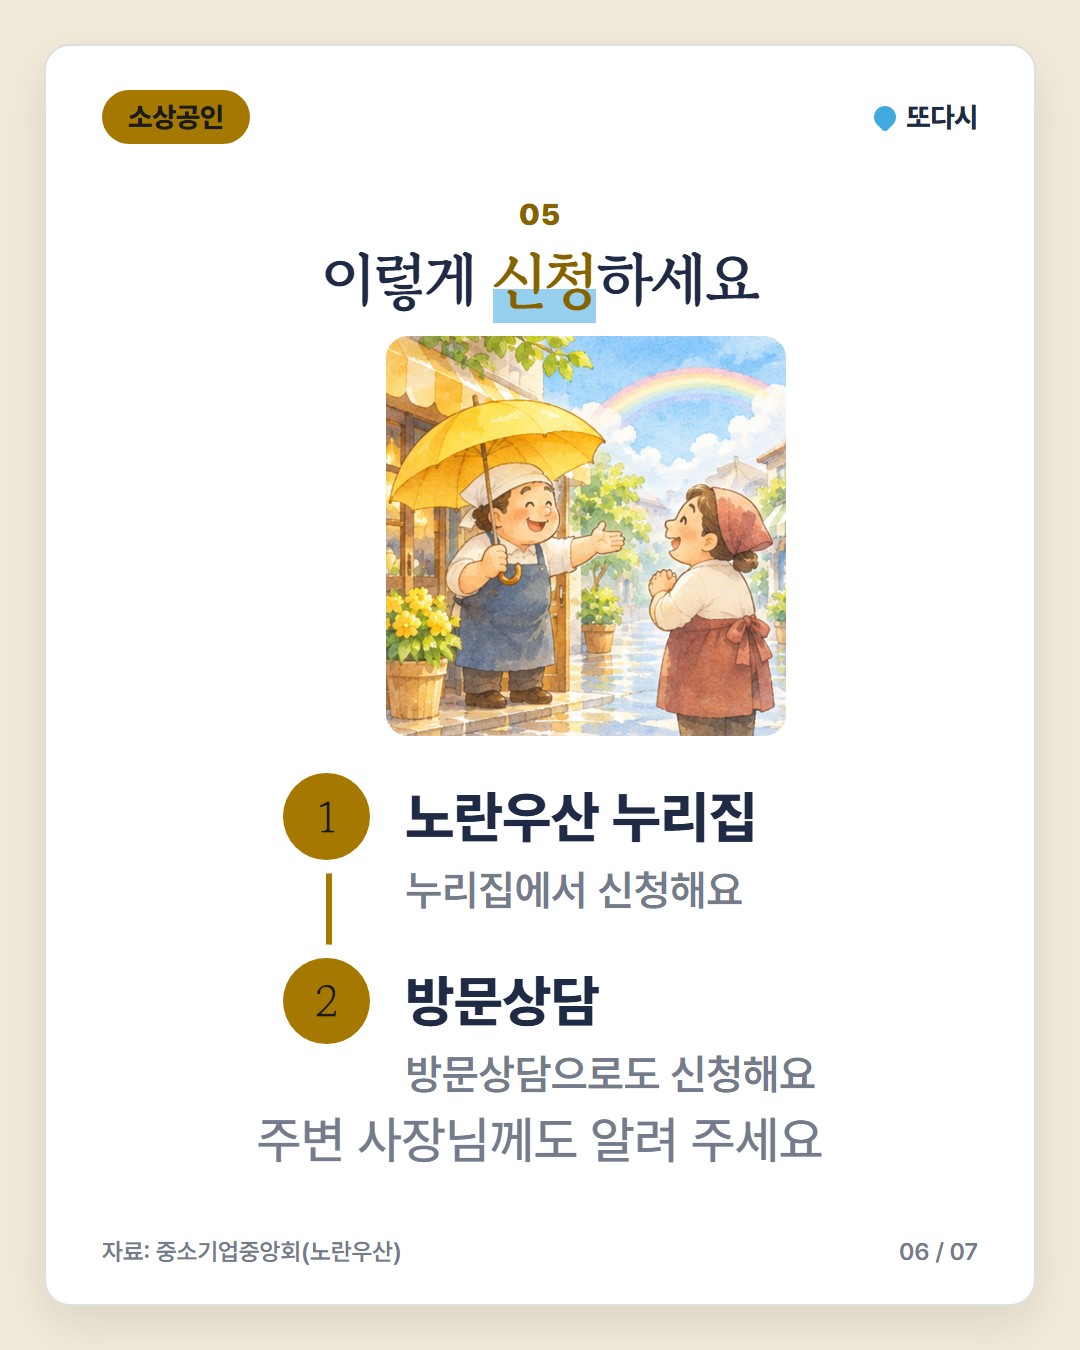 소상공인
또다시
05
이렇게 신청하세요
1
노란우산 누리집
누리집에서 신청해요
2
방문상담
방문상담으로도 신청해요
주변 사장님께도 알려 주세요
자료: 중소기업중앙회(노란우산)
06 / 07